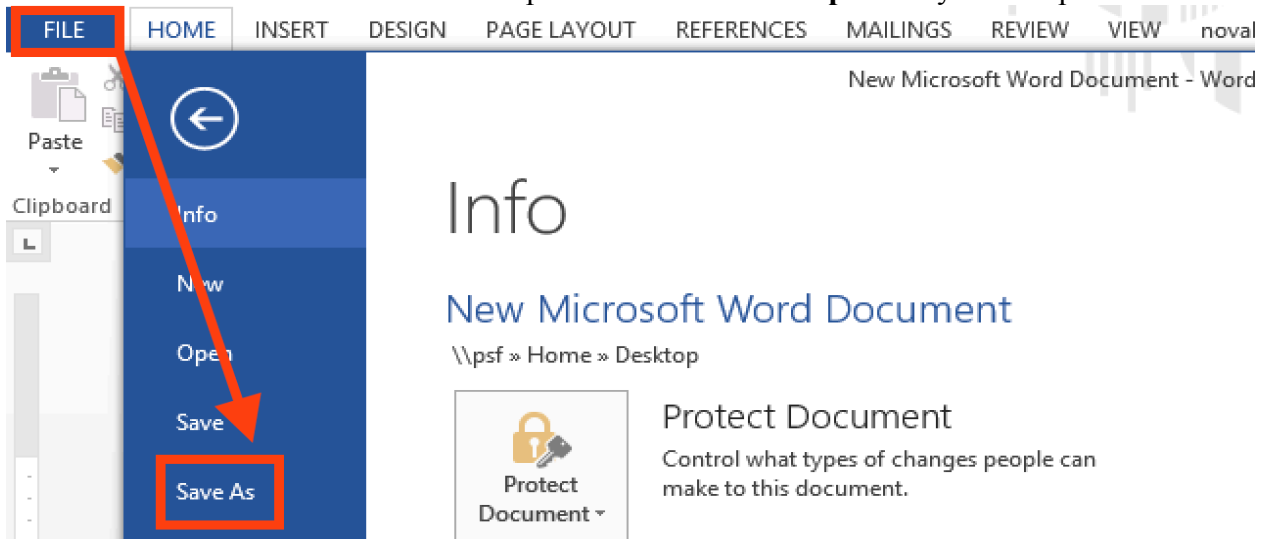 FILE HOME INSERT DESIGN PAGE LAYOUT REFERENCES MAILINGS REVIEW VIEW
New Microsoft Word Document - Word
Paste
Clipboard
Info
New
Open
Save
Save As
Info
New Microsoft Word Document
\\psf » Home » Desktop
Protect Document
Protect Document
Control what types of changes people can
make to this document.